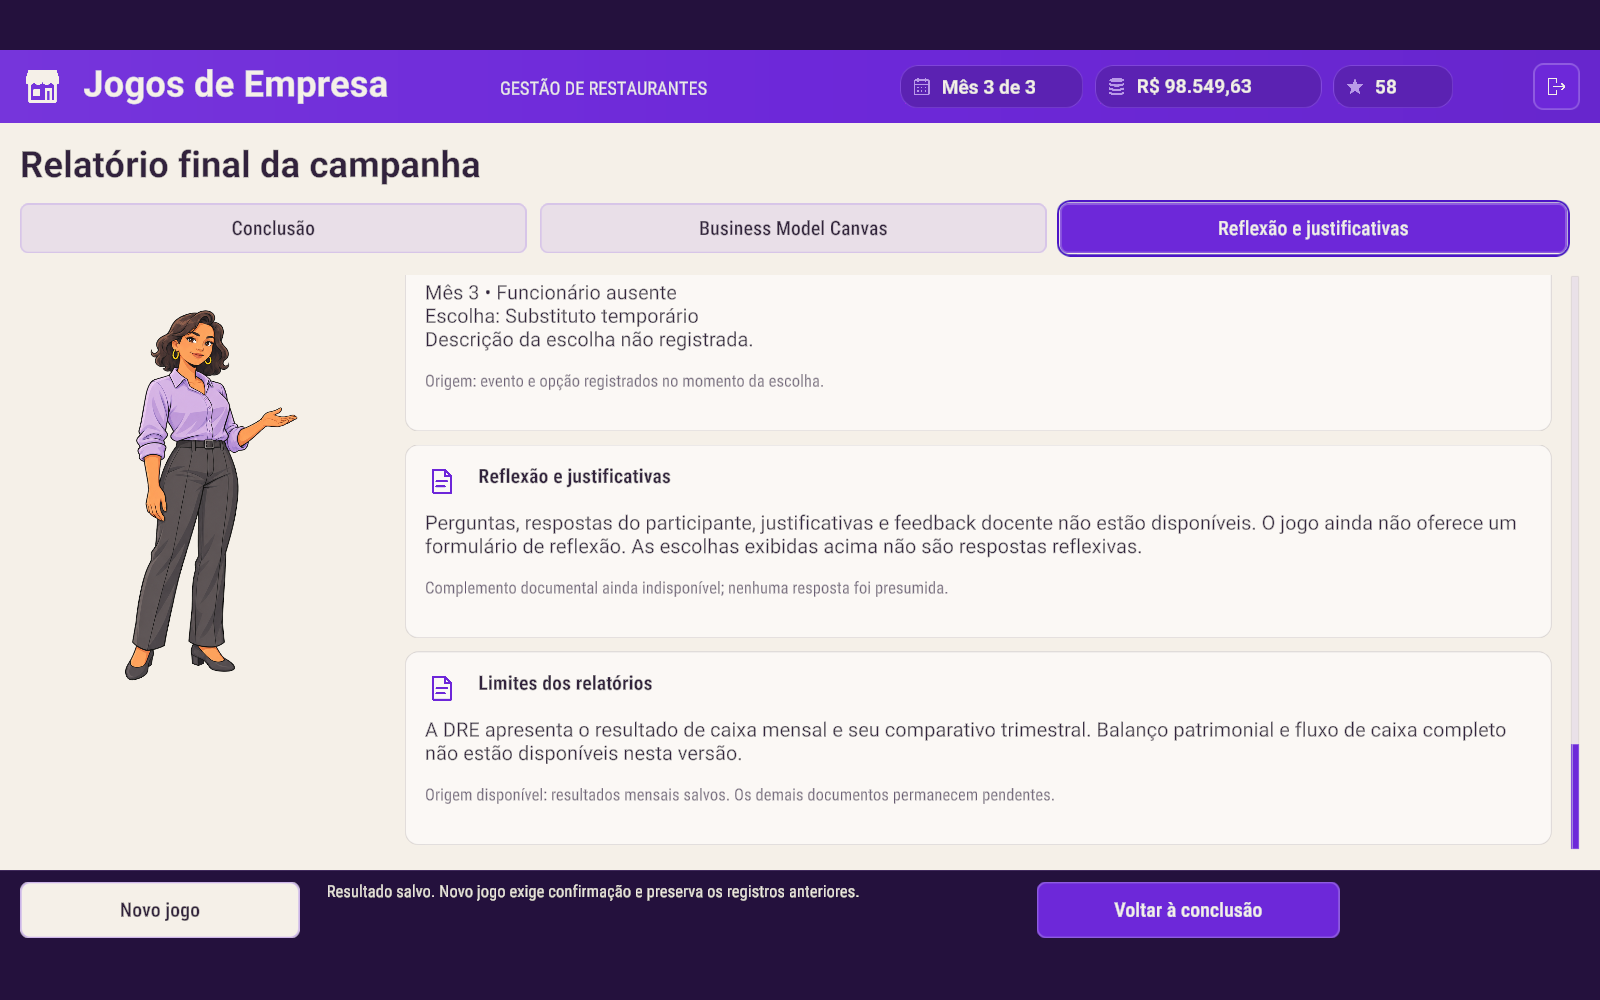 Jogos de Empresa
GESTÃO DE RESTAURANTES
Mês 3 de 3
R$ 98.549,63
58
Relatório final da campanha
Conclusão
Business Model Canvas
Reflexão e justificativas
Mês 3 • Funcionário ausente
Escolha: Substituto temporário
Descrição da escolha não registrada.
Origem: evento e opção registrados no momento da escolha.
Reflexão e justificativas
Perguntas, respostas do participante, justificativas e feedback docente não estão disponíveis. O jogo ainda não oferece um
formulário de reflexão. As escolhas exibidas acima não são respostas reflexivas.
Complemento documental ainda indisponível; nenhuma resposta foi presumida.
Limites dos relatórios
A DRE apresenta o resultado de caixa mensal e seu comparativo trimestral. Balanço patrimonial e fluxo de caixa completo
não estão disponíveis nesta versão.
Origem disponível: resultados mensais salvos. Os demais documentos permanecem pendentes.
Novo jogo
Resultado salvo. Novo jogo exige confirmação e preserva os registros anteriores.
Voltar à conclusão